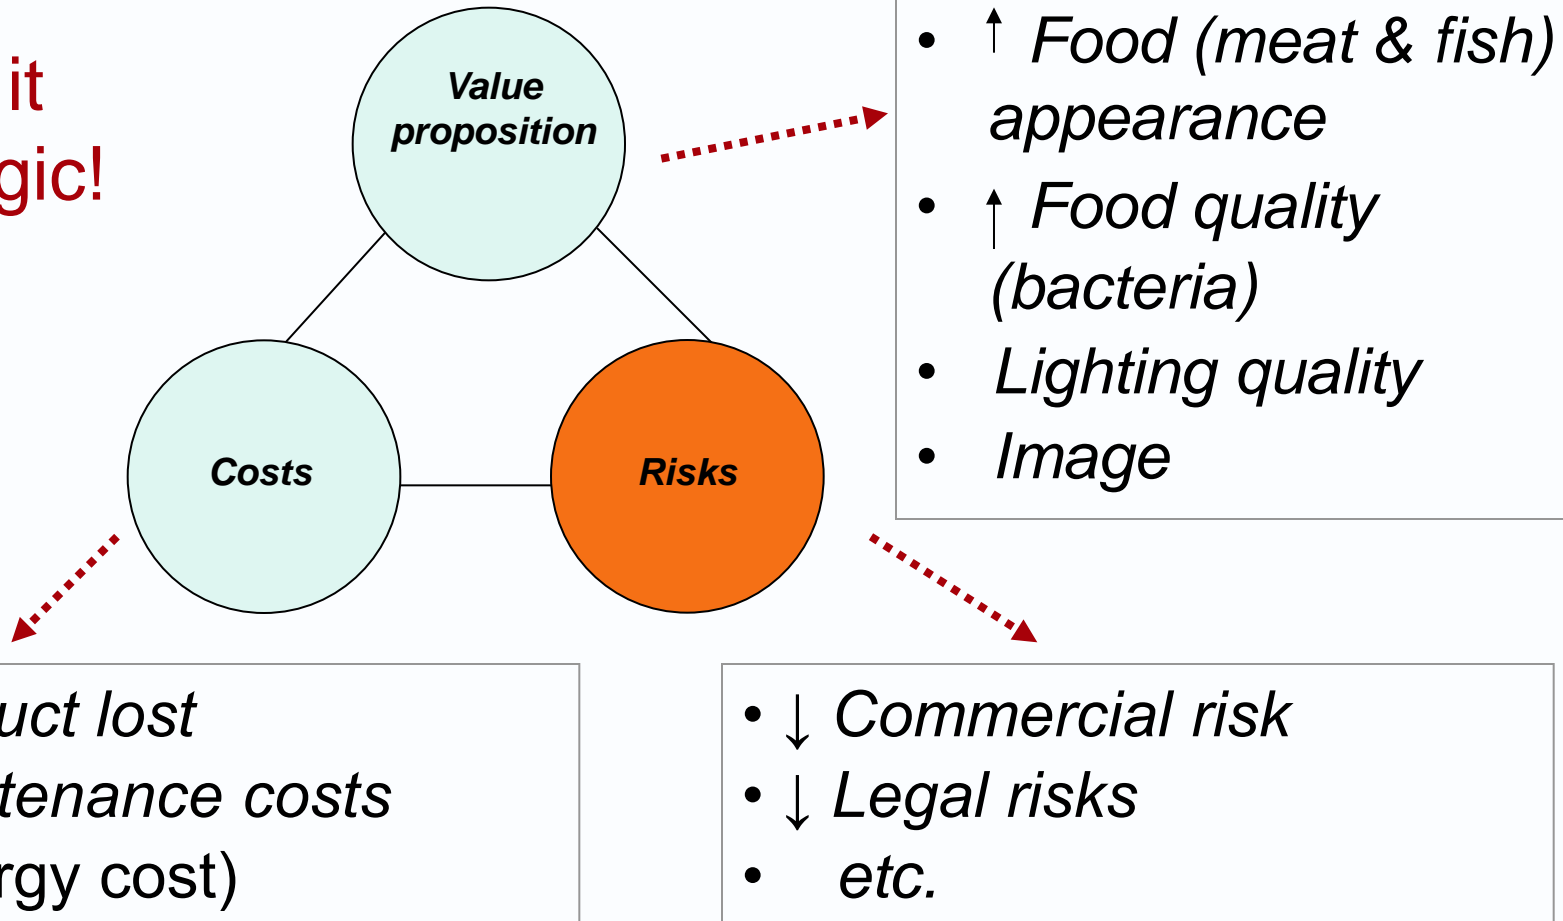 it
gic!
Value
proposition
• ↑ Food (meat & fish)
appearance
• ↑ Food quality
(bacteria)
• Lighting quality
• Image
Costs
Risks
uct lost
tenance costs
rgy cost)
• ↓ Commercial risk
• ↓ Legal risks
• etc.